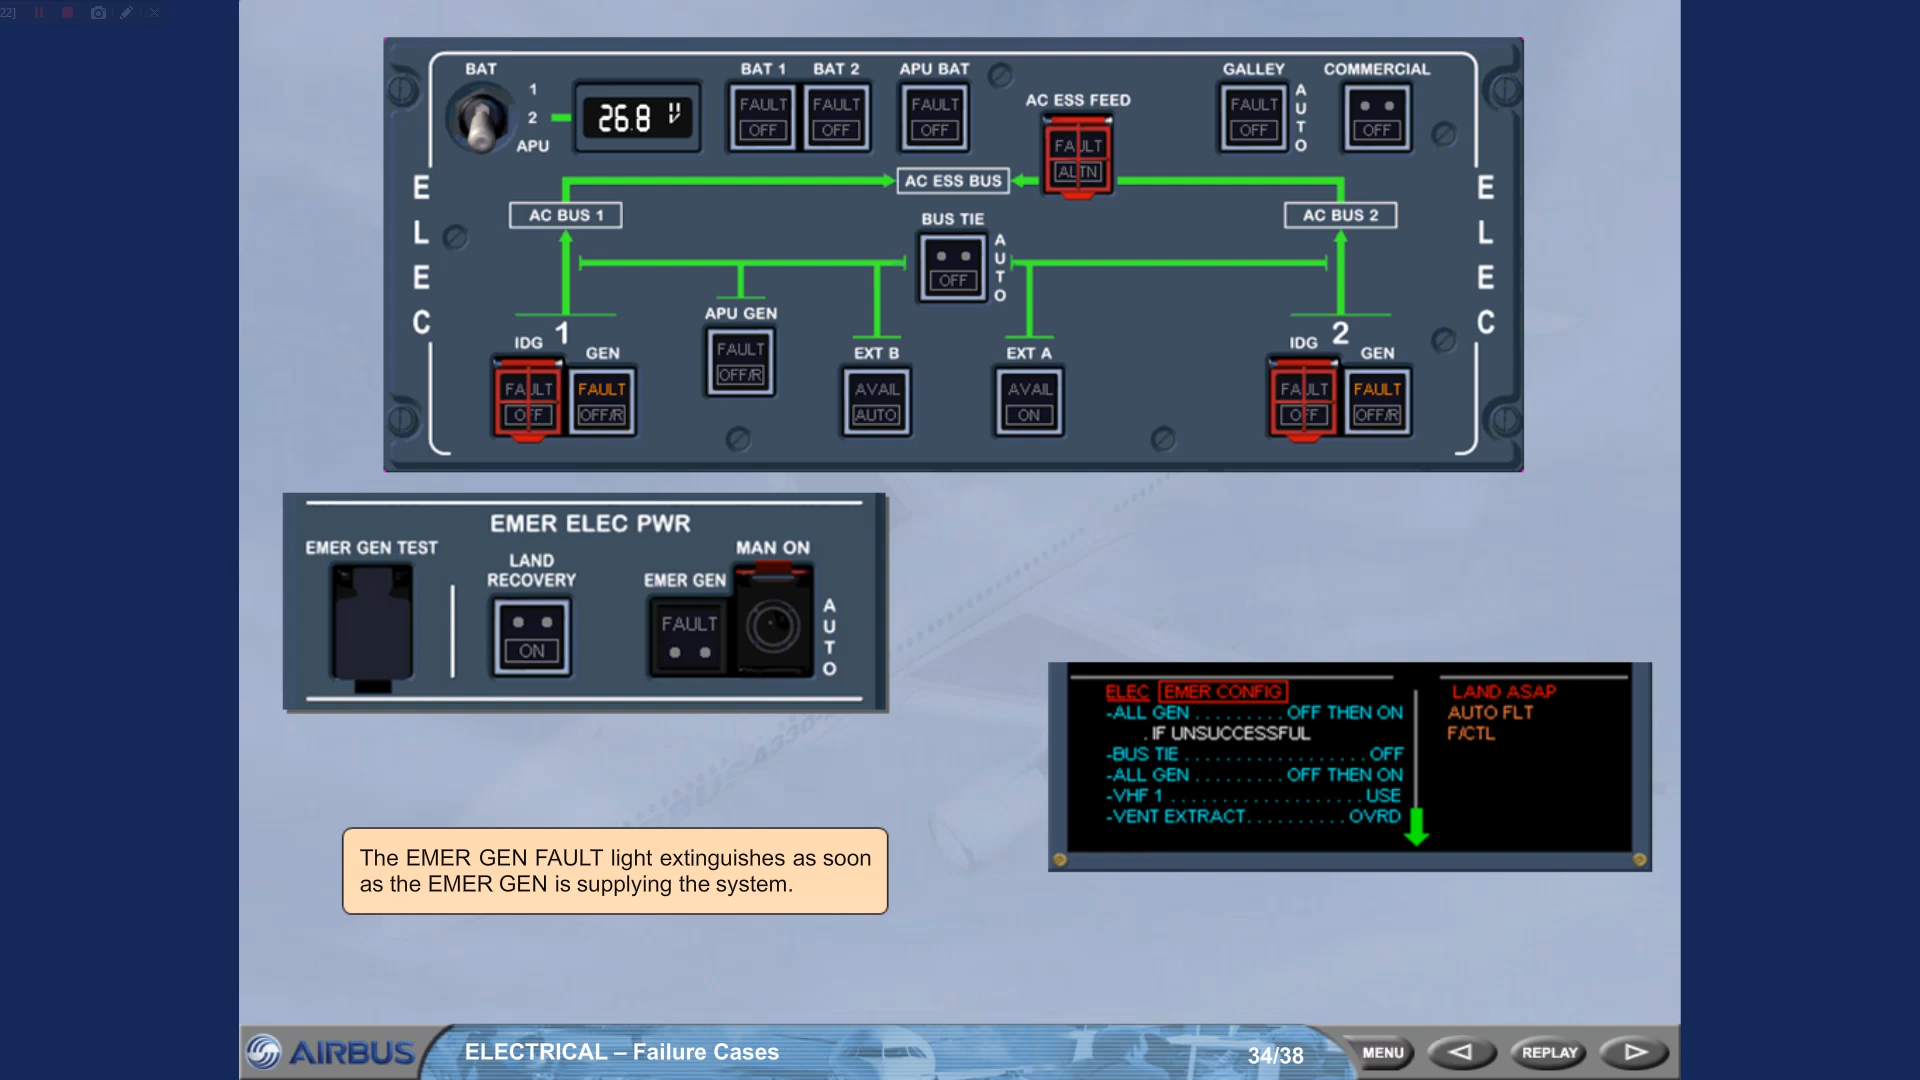 22]
BAT
1
2
APU
26.8 V
BAT 1
BAT 2
APU BAT
AC ESS FEED
GALLEY
COMMERCIAL
FAULT
OFF
FAULT
OFF
FAULT
OFF
FAULT
ALTN
FAULT
OFF
AUTO
OFF
ELEC
ELEC
AC ESS BUS
AC BUS 1
AC BUS 2
BUS TIE
OFF
AUTO
APU GEN
FAULT
OFF/R
1
IDG
GEN
FAULT
OFF
FAULT
OFF/R
EXT B
AVAIL
AUTO
EXT A
AVAIL
ON
2
IDG
GEN
FAULT
OFF
FAULT
OFF/R
EMER ELEC PWR
EMER GEN TEST
LAND
RECOVERY
ON
EMER GEN
FAULT
MAN ON
AUTO
ELEC EMER CONFIG
-ALL GEN.........OFF THEN ON
.IF UNSUCCESSFUL
-BUS TIE..................OFF
-ALL GEN.........OFF THEN ON
-VHF 1...................USE
-VENT EXTRACT..........OVRD
LAND ASAP
AUTO FLT
F/CTL
The EMER GEN FAULT light extinguishes as soon
as the EMER GEN is supplying the system.
AIRBUS A330-2
AIRBUS
ELECTRICAL – Failure Cases
34/38
MENU
REPLAY